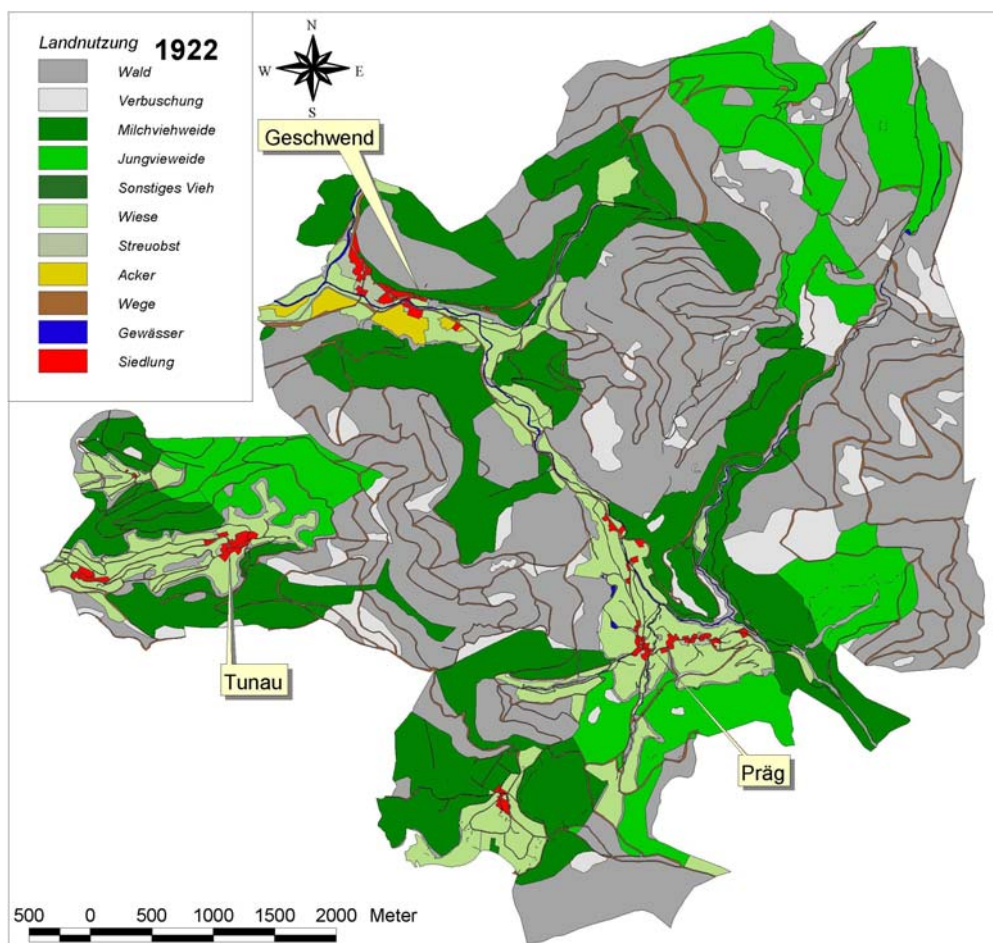 Landnutzung 1922
Wald
Verbuschung
Milchviehweide
Jungvieweide
Sonstiges Vieh
Wiese
Streuobst
Acker
Wege
Gewässer
Siedlung
N
W E
S
Geschwend
Tunau
Präg
500 0 500 1000 1500 2000 Meter